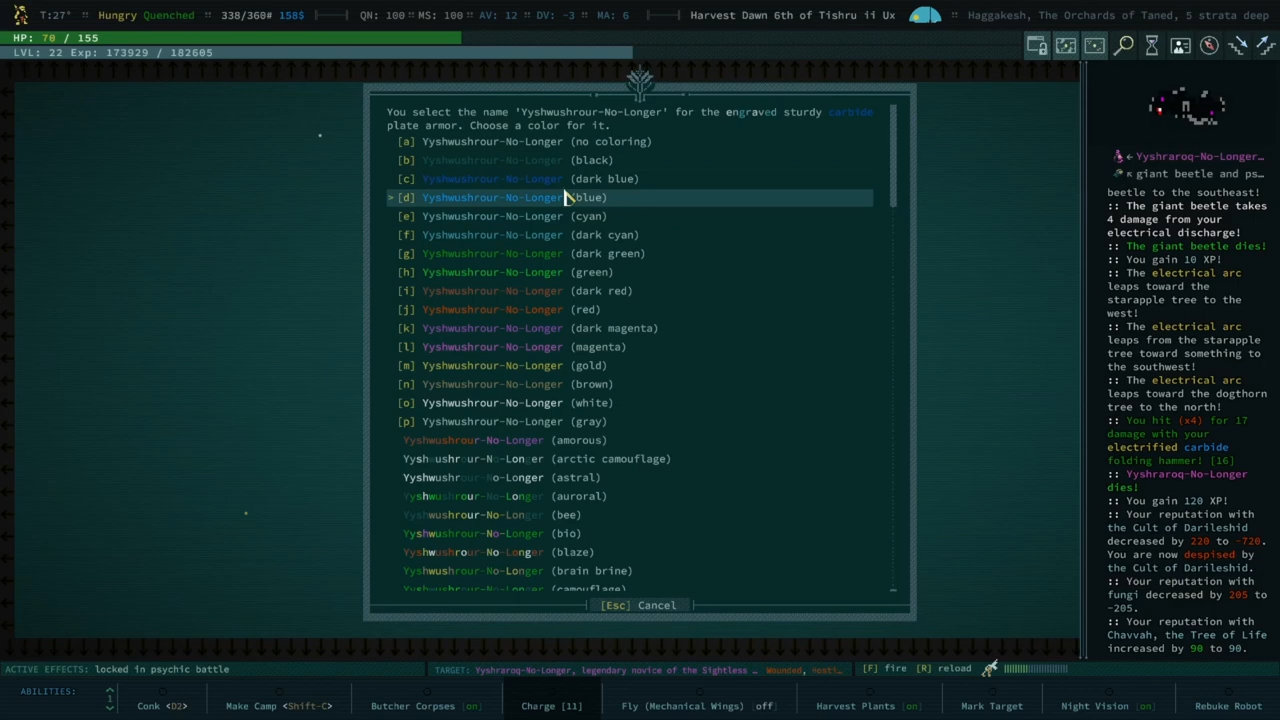 T:27° Hungry Quenched :: 338/360# 158$ QN: 100 :: MS: 100 :: AV: 12 :: DV: -3 :: MA: 6 Harvest Dawn 6th of Tishru ii Ux :: Haggakesh, The Orchards of Taned, 5 strata deep
HP: 70 / 155
LVL: 22 Exp: 173929 / 182605
You select the name 'Yyshwushrour-No-Longer' for the engraved sturdy carbide
plate armor. Choose a color for it.
[a] Yyshwushrour-No-Longer (no coloring)
[b] Yyshwushrour-No-Longer (black)
[c] Yyshwushrour-No-Longer (dark blue)
> [d] Yyshwushrour-No-Longer (blue)
[e] Yyshwushrour-No-Longer (cyan)
[f] Yyshwushrour-No-Longer (dark cyan)
[g] Yyshwushrour-No-Longer (dark green)
[h] Yyshwushrour-No-Longer (green)
[i] Yyshwushrour-No-Longer (dark red)
[j] Yyshwushrour-No-Longer (red)
[k] Yyshwushrour-No-Longer (dark magenta)
[l] Yyshwushrour-No-Longer (magenta)
[m] Yyshwushrour-No-Longer (gold)
[n] Yyshwushrour-No-Longer (brown)
[o] Yyshwushrour-No-Longer (white)
[p] Yyshwushrour-No-Longer (gray)
Yyshwushrour-No-Longer (amorous)
Yyshwushrour-No-Longer (arctic camouflage)
Yyshwushrour-No-Longer (astral)
Yyshwushrour-No-Longer (auroral)
Yyshwushrour-No-Longer (bee)
Yyshwushrour-No-Longer (bio)
Yyshwushrour-No-Longer (blaze)
Yyshwushrour-No-Longer (brain brine)
Yyshwushrour-No-Longer (camouflage)
[Esc] Cancel
Yyshraroq-No-Longer…
giant beetle and ps…
beetle to the southeast!
:: The giant beetle takes
4 damage from your
electrical discharge!
:: The giant beetle dies!
:: You gain 10 XP!
:: The electrical arc
leaps toward the
starapple tree to the
west!
:: The electrical arc
leaps from the starapple
tree toward something to
the southwest!
:: The electrical arc
leaps toward the dogthorn
tree to the north!
:: You hit (x4) for 17
damage with your
electrified carbide
folding hammer! [16]
:: Yyshraroq-No-Longer
dies!
:: You gain 120 XP!
:: Your reputation with
the Cult of Darileshid
decreased by 220 to -720.
You are now despised by
the Cult of Darileshid.
:: Your reputation with
fungi decreased by 205 to
-205.
:: Your reputation with
Chavvah, the Tree of Life
increased by 90 to 90.
ACTIVE EFFECTS: locked in psychic battle
TARGET: Yyshraroq-No-Longer, legendary novice of the Sightless … Wounded, Hosti…
[F] fire [R] reload
ABILITIES: 1 Conk <D2> Make Camp <Shift-C> Butcher Corpses [on] Charge [11] Fly (Mechanical Wings) [off] Harvest Plants [on] Mark Target Night Vision [on] Rebuke Robot